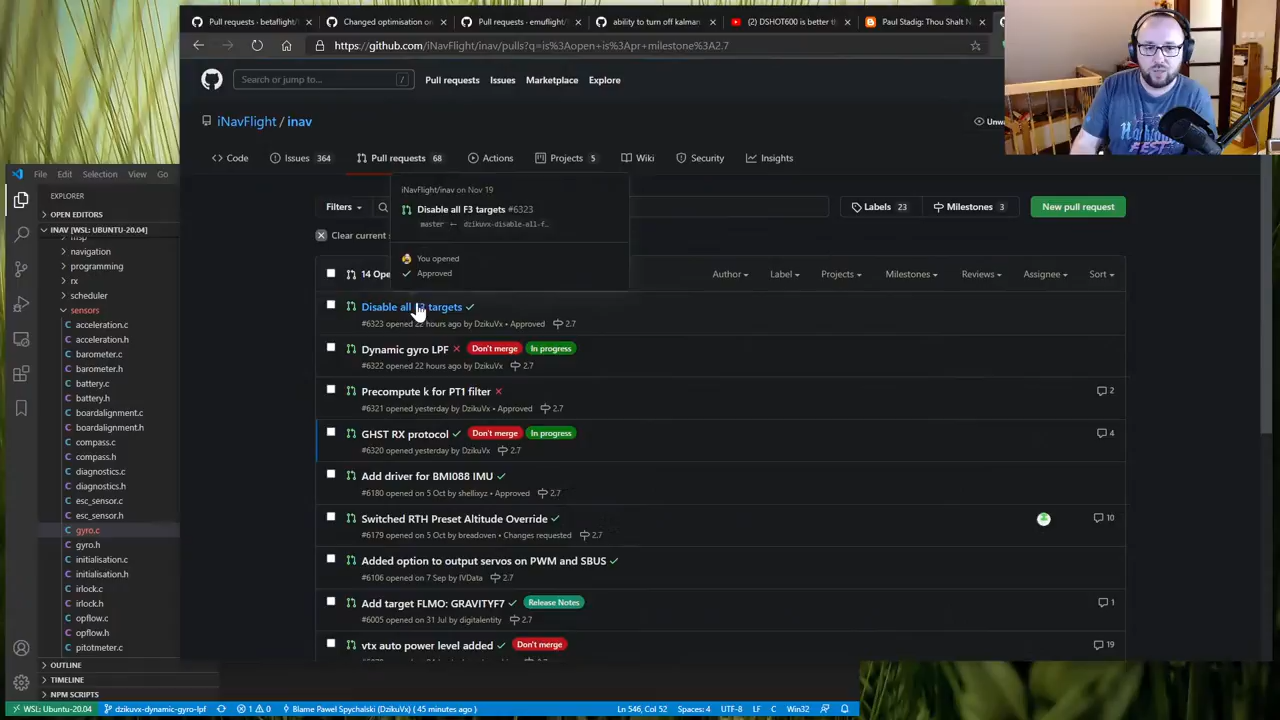 Pull requests · betaflight/
Changed optimisation on
Pull requests · emuflight/
ability to turn off kalman
(2) DSHOT600 is better th
Paul Stadig: Thou Shalt N
https://github.com/iNavFlight/inav/pulls?q=is%3Aopen+is%3Apr+milestone%3A2.7
Search or jump to...
/
Pull requests
Issues
Marketplace
Explore
iNavFlight / inav
Unwa
Code
Issues 364
Pull requests 68
Actions
Projects 5
Wiki
Security
Insights
File Edit Selection View Go
EXPLORER
OPEN EDITORS
INAV [WSL: UBUNTU-20.04]
navigation
programming
rx
scheduler
sensors
acceleration.c
acceleration.h
barometer.c
barometer.h
battery.c
battery.h
boardalignment.c
boardalignment.h
compass.c
compass.h
diagnostics.c
diagnostics.h
esc_sensor.c
esc_sensor.h
gyro.c
gyro.h
initialisation.c
initialisation.h
irlock.c
irlock.h
opflow.c
opflow.h
pitotmeter.c
OUTLINE
TIMELINE
NPM SCRIPTS
iNavFlight/inav on Nov 19
Disable all F3 targets #6323
master ← dzikuvx-disable-all-f...
You opened
Approved
Filters
Labels 23
Milestones 3
New pull request
Clear current s
14 Ope
Author
Label
Projects
Milestones
Reviews
Assignee
Sort
Disable all targets
#6323 opened 22 hours ago by DzikuVx • Approved 2.7
Dynamic gyro LPF Don't merge In progress
#6322 opened 22 hours ago by DzikuVx 2.7
Precompute k for PT1 filter 2
#6321 opened yesterday by DzikuVx • Approved 2.7
GHST RX protocol Don't merge In progress 4
#6320 opened yesterday by DzikuVx 2.7
Add driver for BMI088 IMU
#6180 opened on 5 Oct by shellixyz • Approved 2.7
Switched RTH Preset Altitude Override 10
#6179 opened on 5 Oct by breadoven • Changes requested 2.7
Added option to output servos on PWM and SBUS
#6106 opened on 7 Sep by IVData 2.7
Add target FLMO: GRAVITYF7 Release Notes 1
#6005 opened on 31 Jul by digitalentity 2.7
vtx auto power level added Don't merge 19
WSL: Ubuntu-20.04
dzikuvx-dynamic-gyro-lpf
1 0
Blame Pawel Spychalski (DzikuVx) ( 45 minutes ago )
Ln 546, Col 52
Spaces: 4
UTF-8
LF
C
Win32